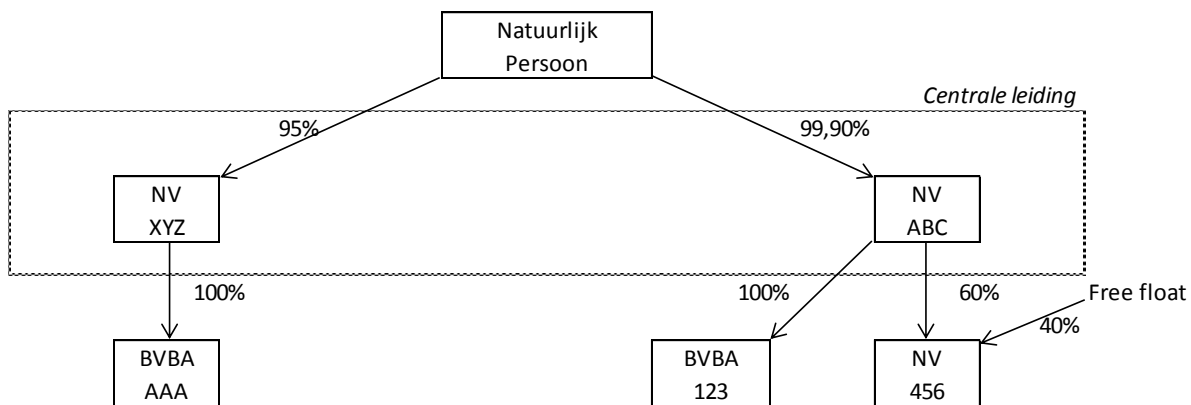 Natuurlijk
Persoon
Centrale leiding
95%
99,90%
NV
XYZ
NV
ABC
100%
100%
60%
Free float
40%
BVBA
AAA
BVBA
123
NV
456